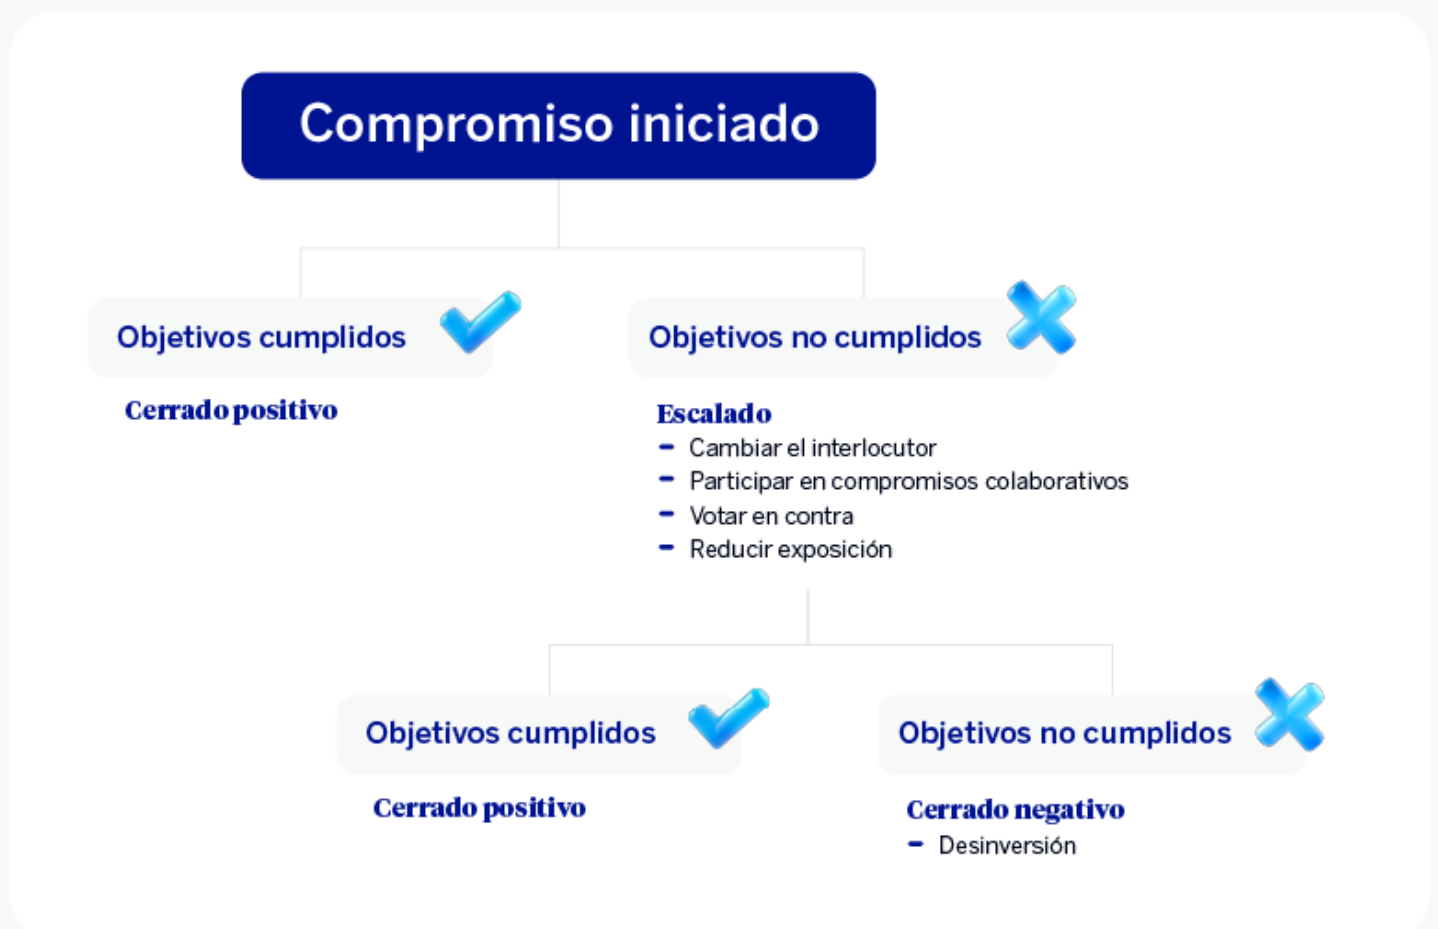 Compromiso iniciado
Objetivos cumplidos
Cerrado positivo
Objetivos no cumplidos
Escalado
- Cambiar el interlocutor
- Participar en compromisos colaborativos
- Votar en contra
- Reducir exposición
Objetivos cumplidos
Cerrado positivo
Objetivos no cumplidos
Cerrado negativo
- Desinversión